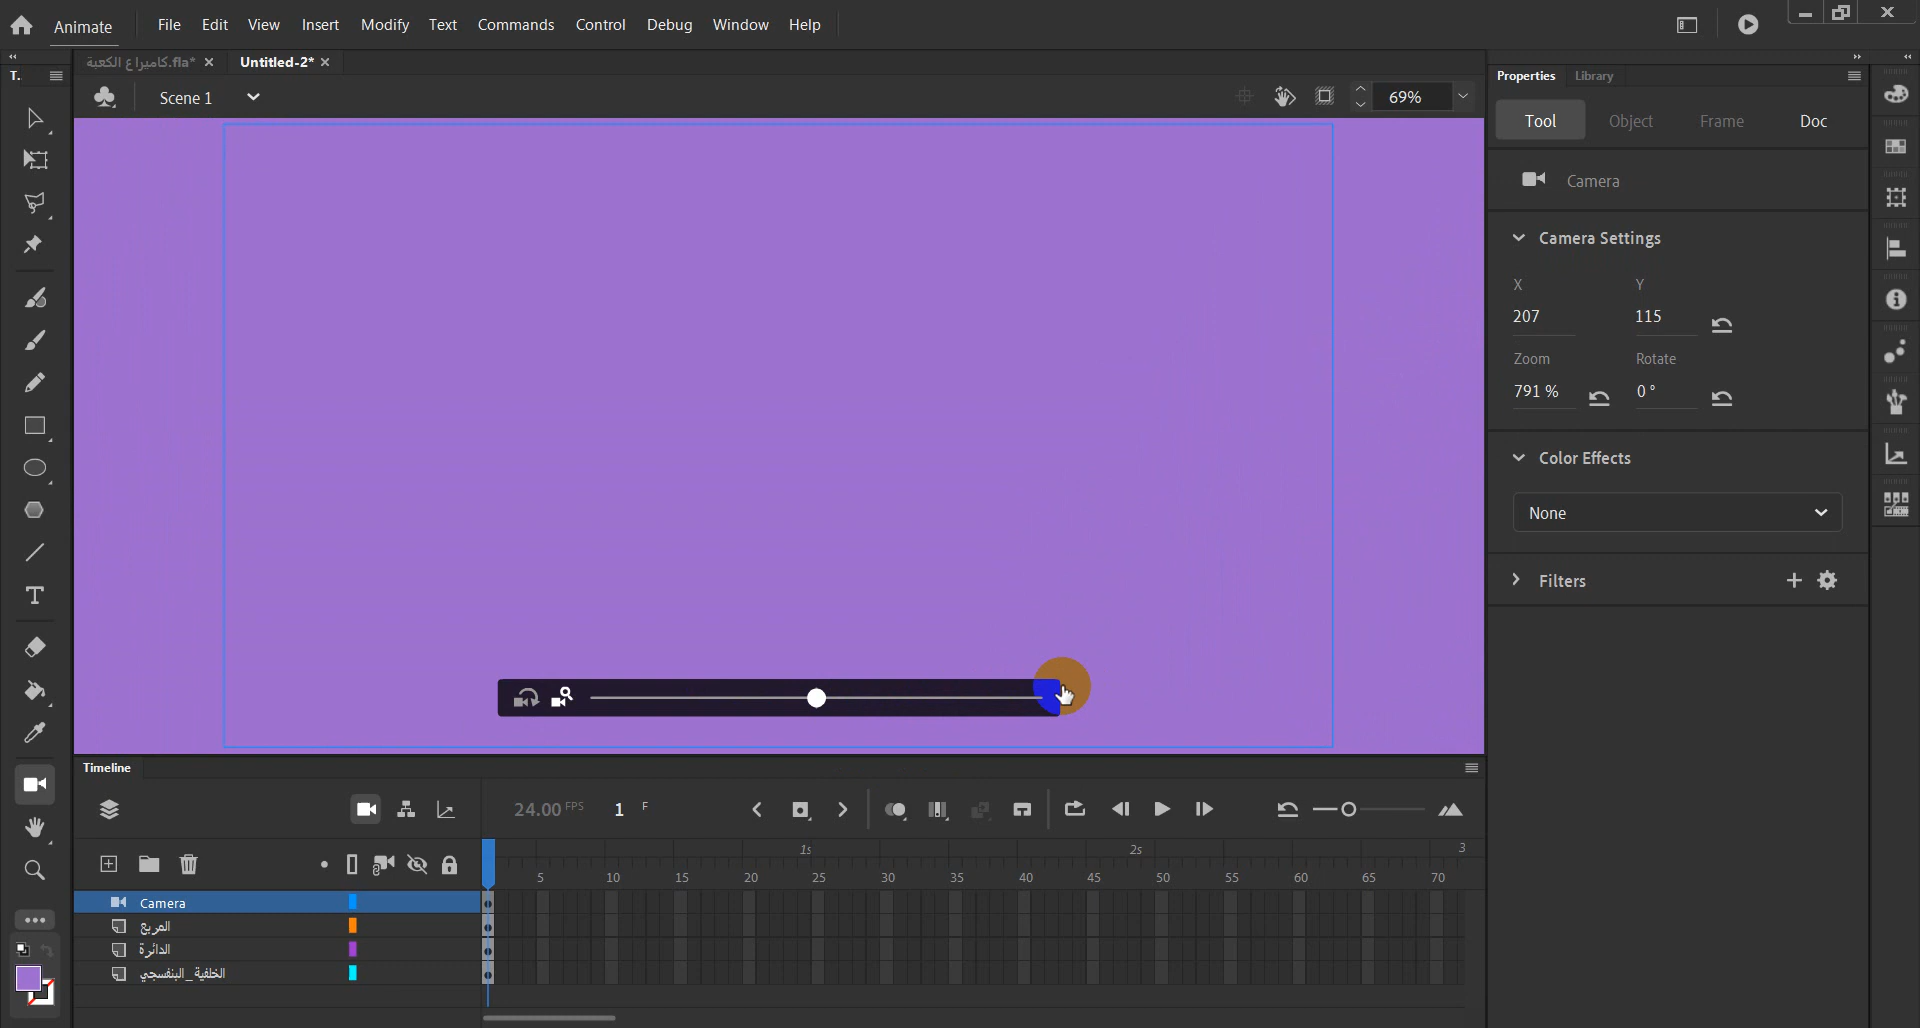 Animate
File Edit View Insert Modify Text Commands Control Debug Window Help
كاميرا ع الكعبة.fla*
Untitled-2*
T.
Scene 1
69%
Properties
Library
Tool
Object
Frame
Doc
Camera
Camera Settings
X
Y
207
115
Zoom
Rotate
791 %
0 °
Color Effects
None
Filters
Timeline
24.00 FPS
1 F
1s
2s
3
5 10 15 20 25 30 35 40 45 50 55 60 65 70
Camera
المربع
الدائرة
الخلفية_البنفسجي